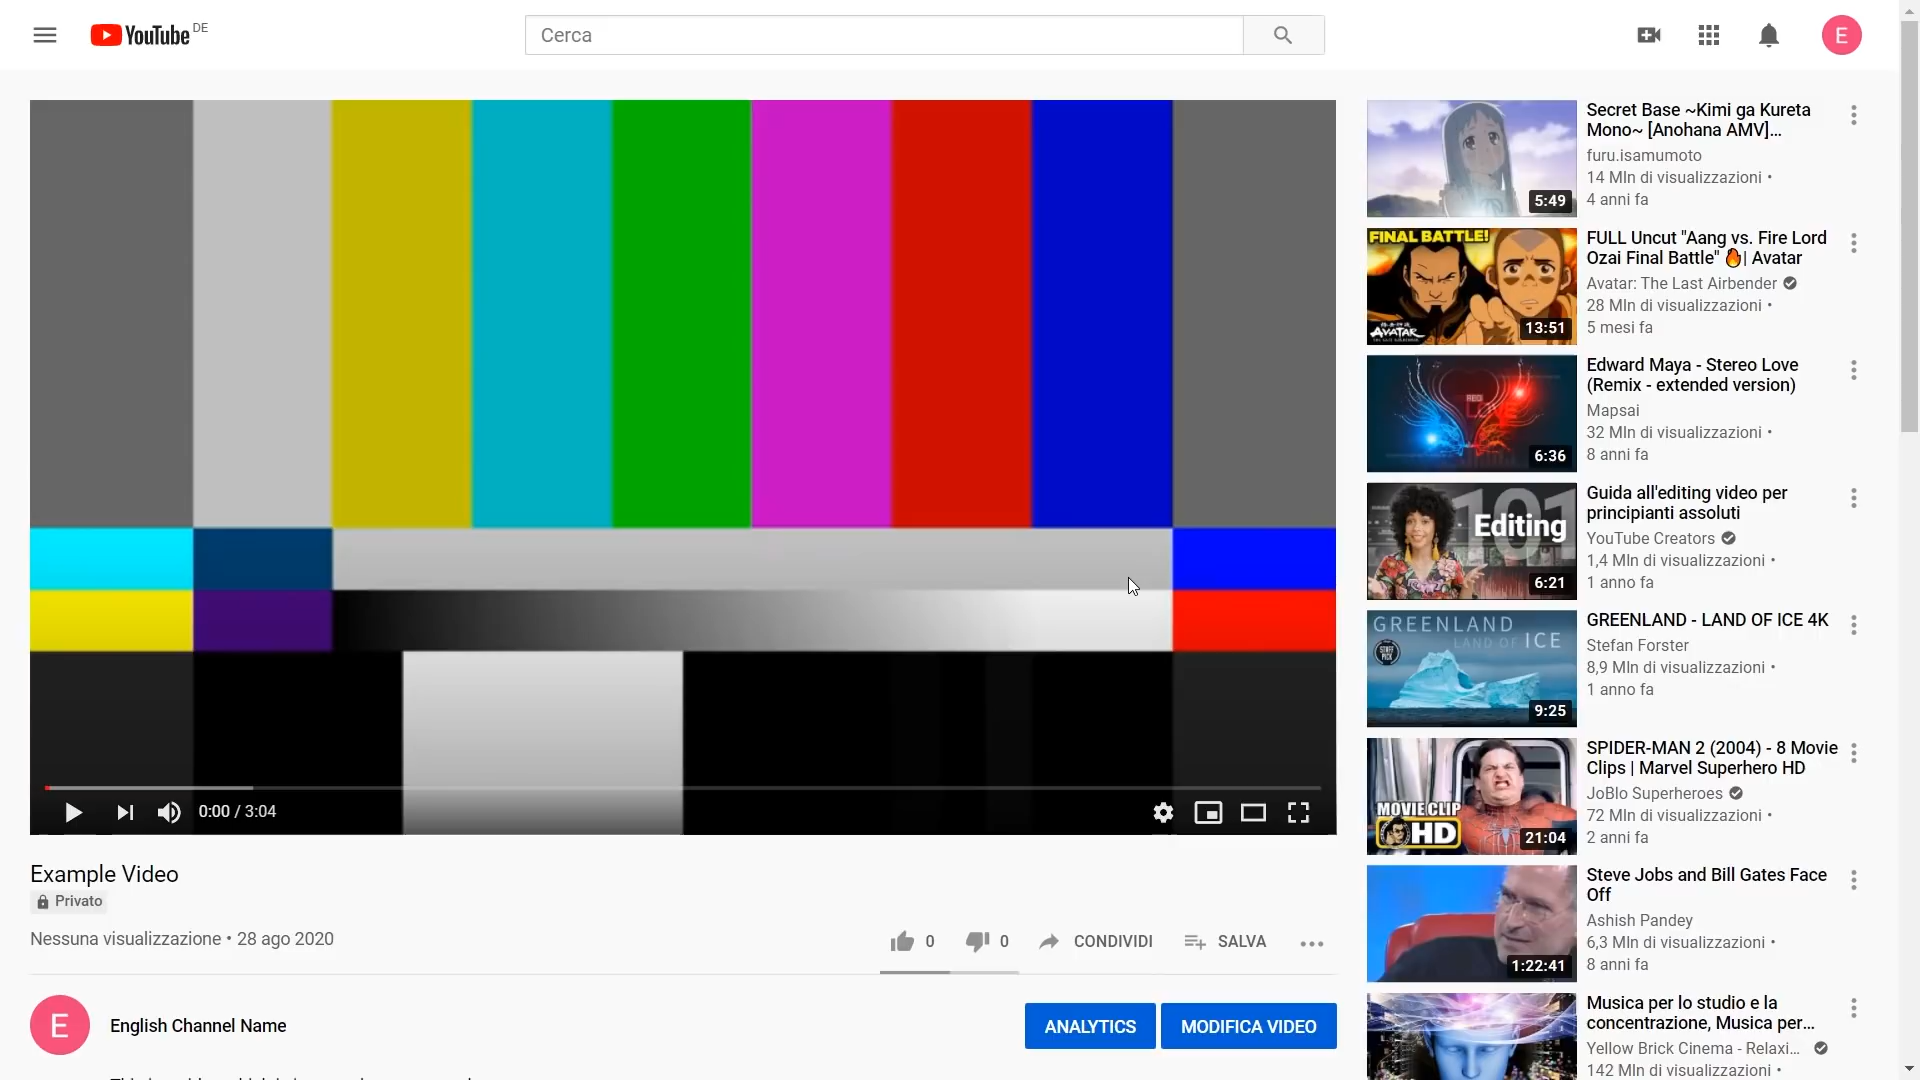 YouTube DE
Cerca
E
0:00 / 3:04
Example Video
Privato
Nessuna visualizzazione • 28 ago 2020
0
0
CONDIVIDI
SALVA
E
English Channel Name
ANALYTICS
MODIFICA VIDEO
5:49
Secret Base ~Kimi ga Kureta
Mono~ [Anohana AMV]...
furu.isamumoto
14 Mln di visualizzazioni •
4 anni fa
FINAL BATTLE!
AVATAR
13:51
FULL Uncut "Aang vs. Fire Lord
Ozai Final Battle" 🔥| Avatar
Avatar: The Last Airbender
28 Mln di visualizzazioni •
5 mesi fa
RED
LOVE
6:36
Edward Maya - Stereo Love
(Remix - extended version)
Mapsai
32 Mln di visualizzazioni •
8 anni fa
101
Editing
6:21
Guida all'editing video per
principianti assoluti
YouTube Creators
1,4 Mln di visualizzazioni •
1 anno fa
GREENLAND
LAND OF ICE
STAFF
PICK
9:25
GREENLAND - LAND OF ICE 4K
Stefan Forster
8,9 Mln di visualizzazioni •
1 anno fa
MOVIE CLIP
HD
21:04
SPIDER-MAN 2 (2004) - 8 Movie
Clips | Marvel Superhero HD
JoBlo Superheroes
72 Mln di visualizzazioni •
2 anni fa
1:22:41
Steve Jobs and Bill Gates Face
Off
Ashish Pandey
6,3 Mln di visualizzazioni •
8 anni fa
Musica per lo studio e la
concentrazione, Musica per...
Yellow Brick Cinema - Relaxi...
142 Mln di visualizzazioni •